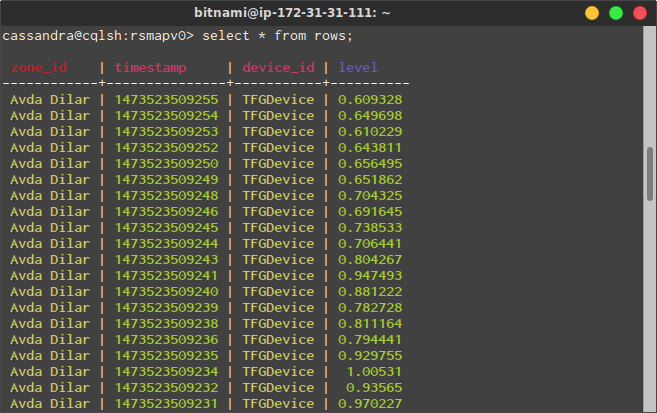 bitnami@ip-172-31-31-111: ~
cassandra@cqlsh:rsmapv0> select * from rows;
zone_id | timestamp | device_id | level
------------+---------------+-----------+----------
Avda Dilar | 1473523509255 | TFGDevice | 0.609328
Avda Dilar | 1473523509254 | TFGDevice | 0.649698
Avda Dilar | 1473523509253 | TFGDevice | 0.610229
Avda Dilar | 1473523509252 | TFGDevice | 0.643811
Avda Dilar | 1473523509250 | TFGDevice | 0.656495
Avda Dilar | 1473523509249 | TFGDevice | 0.651862
Avda Dilar | 1473523509248 | TFGDevice | 0.704325
Avda Dilar | 1473523509246 | TFGDevice | 0.691645
Avda Dilar | 1473523509245 | TFGDevice | 0.738533
Avda Dilar | 1473523509244 | TFGDevice | 0.706441
Avda Dilar | 1473523509243 | TFGDevice | 0.804267
Avda Dilar | 1473523509241 | TFGDevice | 0.947493
Avda Dilar | 1473523509240 | TFGDevice | 0.881222
Avda Dilar | 1473523509239 | TFGDevice | 0.782728
Avda Dilar | 1473523509238 | TFGDevice | 0.811164
Avda Dilar | 1473523509236 | TFGDevice | 0.794441
Avda Dilar | 1473523509235 | TFGDevice | 0.929755
Avda Dilar | 1473523509234 | TFGDevice | 1.00531
Avda Dilar | 1473523509232 | TFGDevice | 0.93565
Avda Dilar | 1473523509231 | TFGDevice | 0.970227